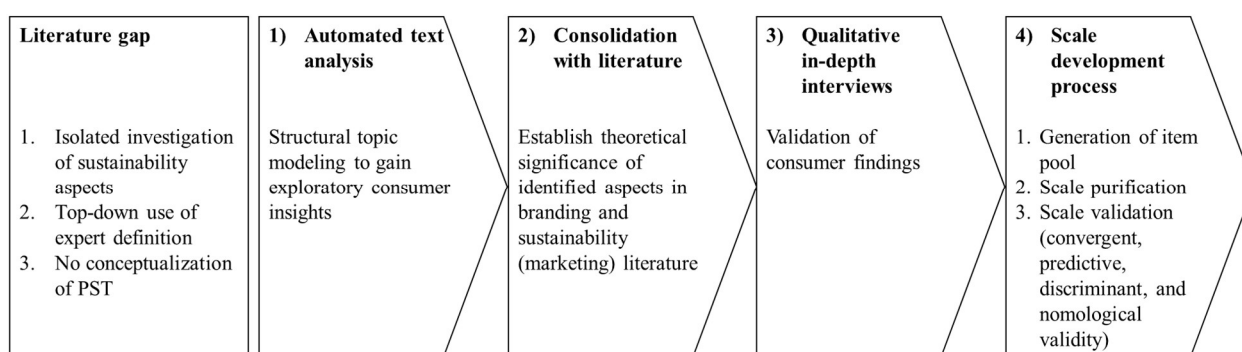 Literature gap
1. Isolated investigation
of sustainability
aspects
2. Top-down use of
expert definition
3. No conceptualization
of PST
1) Automated text
analysis
Structural topic
modeling to gain
exploratory consumer
insights
2) Consolidation
with literature
Establish theoretical
significance of
identified aspects in
branding and
sustainability
(marketing) literature
3) Qualitative
in-depth
interviews
Validation of
consumer findings
4) Scale
development
process
1. Generation of item
pool
2. Scale purification
3. Scale validation
(convergent,
predictive,
discriminant, and
nomological
validity)